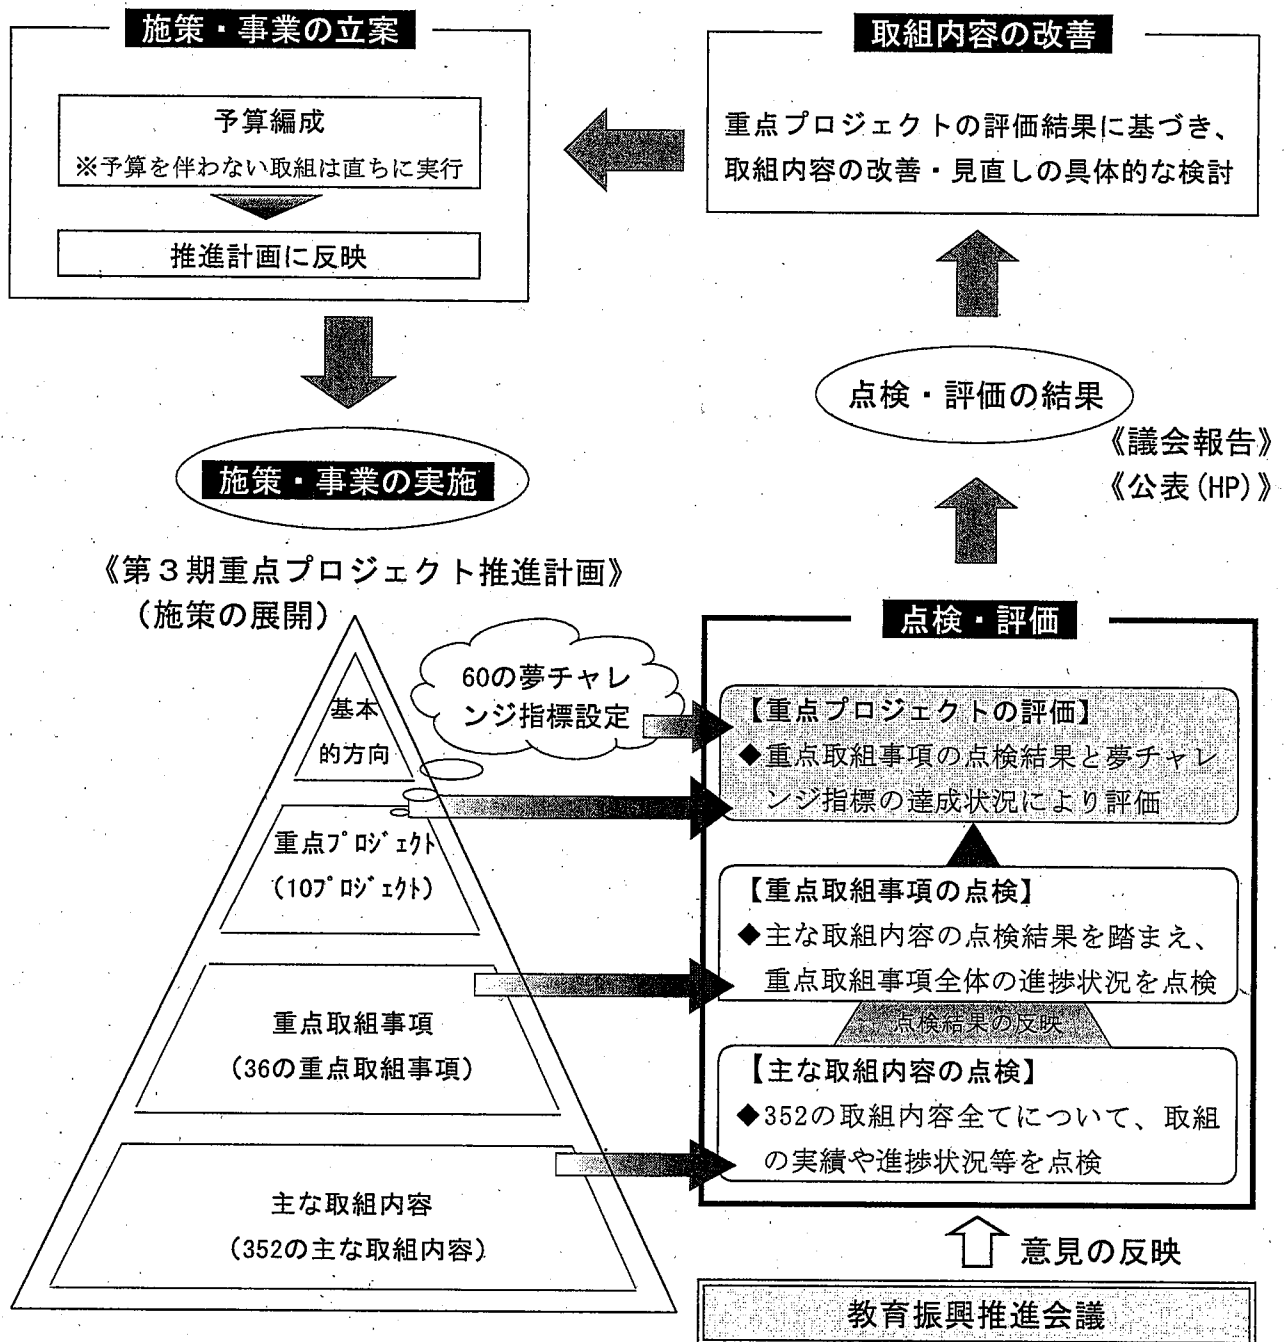 施策・事業の立案
予算編成
※予算を伴わない取組は直ちに実行
推進計画に反映
取組内容の改善
重点プロジェクトの評価結果に基づき、
取組内容の改善・見直しの具体的な検討
点検・評価の結果
《議会報告》
《公表(HP)》
施策・事業の実施
《第3期重点プロジェクト推進計画》
(施策の展開)
基本
的方向
60の夢チャレ
ンジ指標設定
重点プロジェクト
(10プロジェクト)
重点取組事項
(36の重点取組事項)
主な取組内容
(352の主な取組内容)
点検・評価
【重点プロジェクトの評価】
◆重点取組事項の点検結果と夢チャレ
ンジ指標の達成状況により評価
【重点取組事項の点検】
◆主な取組内容の点検結果を踏まえ、
重点取組事項全体の進捗状況を点検
点検結果の反映
【主な取組内容の点検】
◆352の取組内容全てについて、取組
の実績や進捗状況等を点検
意見の反映
教育振興推進会議